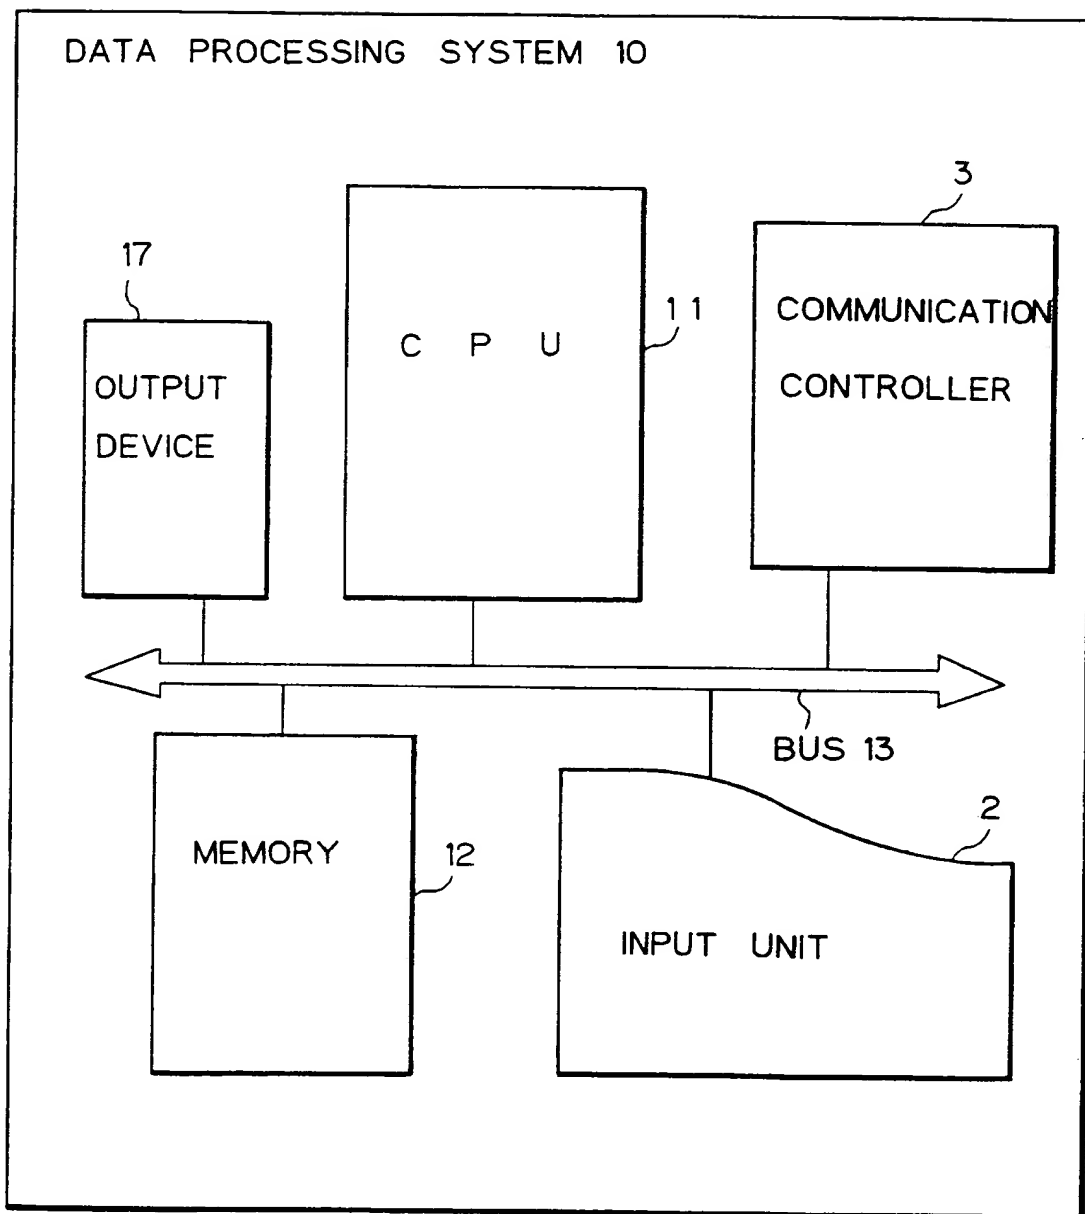 DATA PROCESSING SYSTEM 10
3
17
COMMUNICATION
CONTROLLER
11
C P U
OUTPUT
DEVICE
BUS 13
2
MEMORY
12
INPUT UNIT